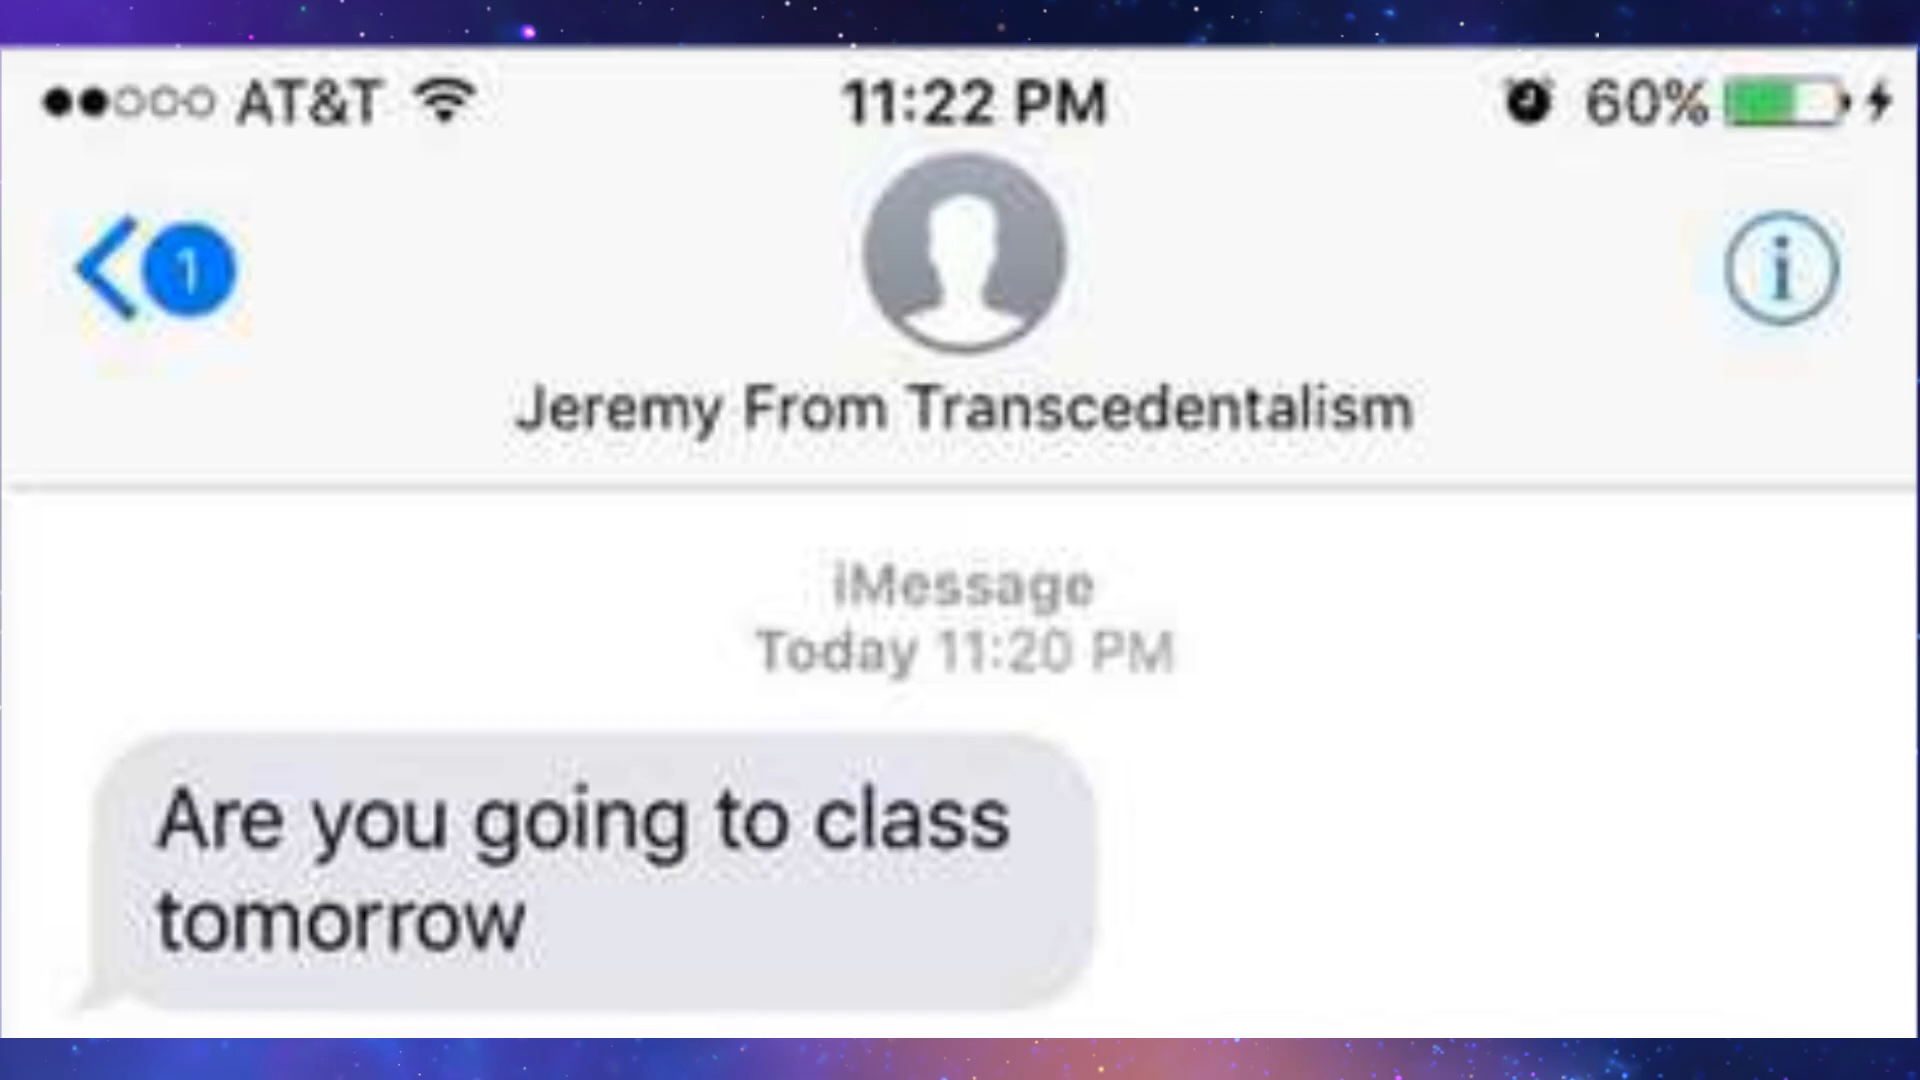 AT&T 11:22 PM 60%
1
i
Jeremy From Transcedentalism
iMessage
Today 11:20 PM
Are you going to class
tomorrow